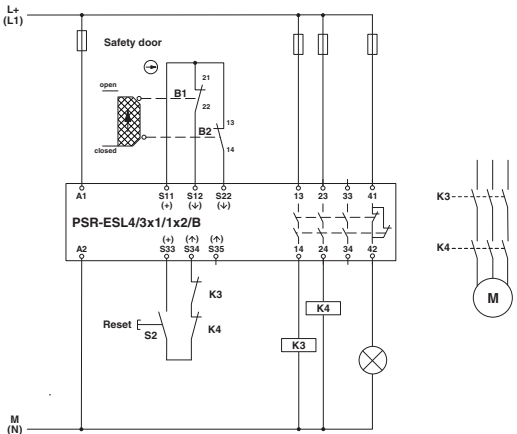 L+
(L1)
Safety door
open
B1
21
22
B2
13
14
closed
A1
S11
(+)
S12
(↓)
S22
(↓)
13
23
33
41
PSR-ESL4/3x1/1x2/B
A2
(+)
S33
(↑)
S34
(↑)
S35
14
24
34
42
K3
K4
Reset
S2
K4
K3
K3
K4
M
M
(N)